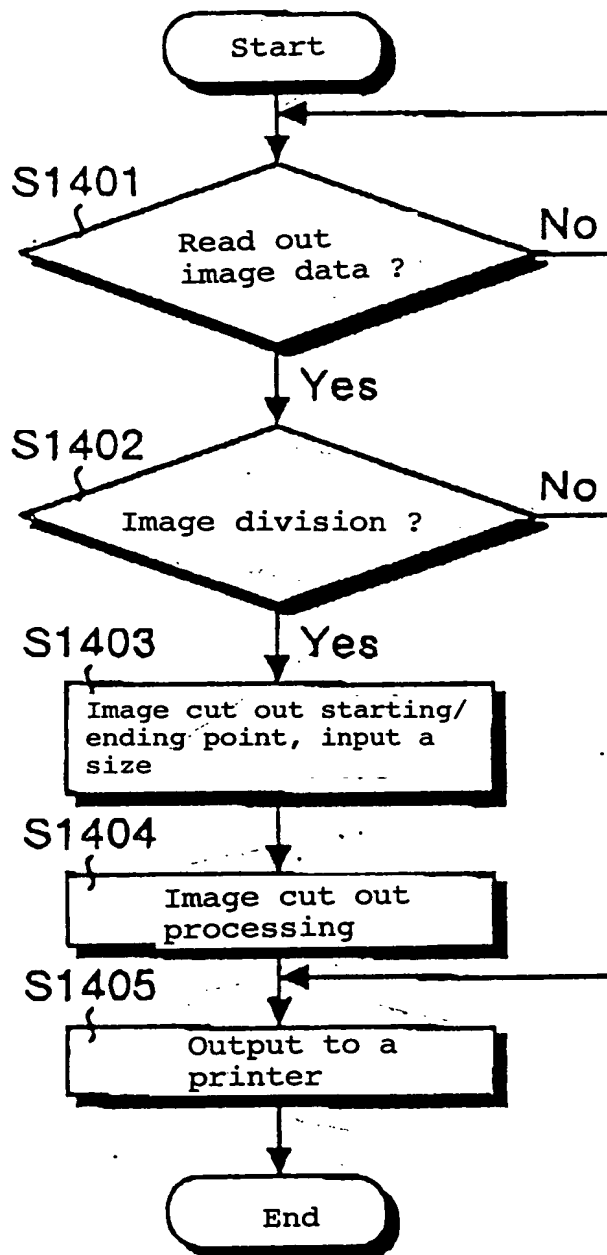 Start
S1401
Read out
image data ?
No
Yes
S1402
Image division ?
No
Yes
S1403
Image cut out starting/
ending point, input a
size
S1404
Image cut out
processing
S1405
Output to a
printer
End